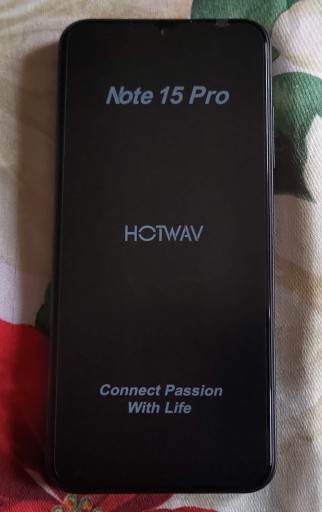 Note 15 Pro
HOTWAV
Connect Passion
With Life